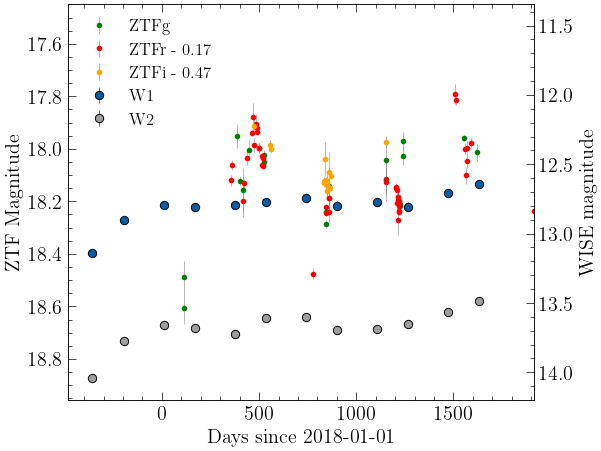 ZTFg
ZTFr - 0.17
ZTFi - 0.47
W1
W2
17.6
17.8
18.0
18.2
18.4
18.6
18.8
ZTF Magnitude
11.5
12.0
12.5
13.0
13.5
14.0
WISE magnitude
0
500
1000
1500
Days since 2018-01-01